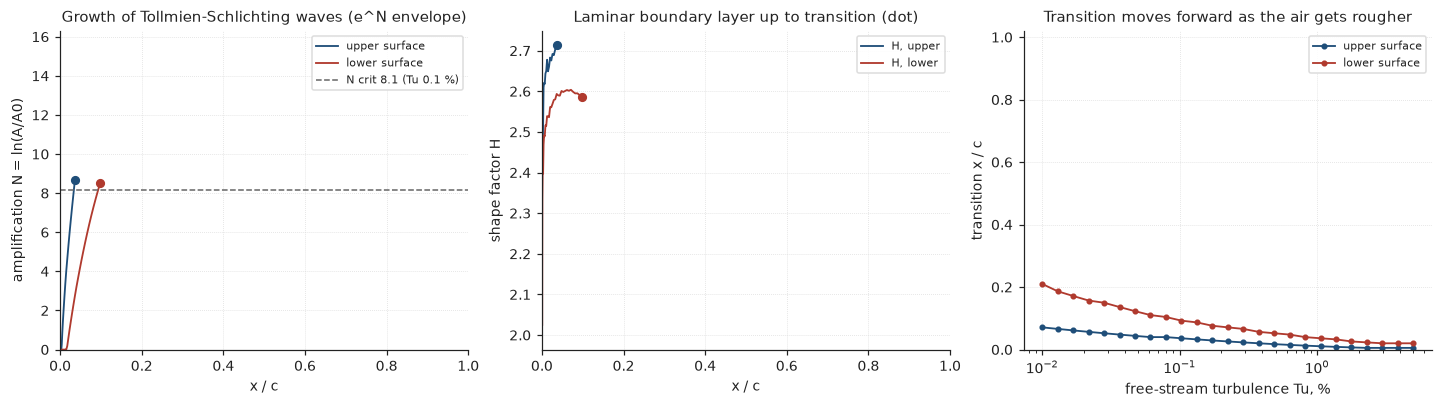 Growth of Tollmien-Schlichting waves (e^N envelope)
amplification N = ln(A/A0)
16
14
12
10
8
6
4
2
0
upper surface
lower surface
N crit 8.1 (Tu 0.1 %)
0.0 0.2 0.4 0.6 0.8 1.0
x / c
Laminar boundary layer up to transition (dot)
shape factor H
2.7
2.6
2.5
2.4
2.3
2.2
2.1
2.0
H, upper
H, lower
0.0 0.2 0.4 0.6 0.8 1.0
x / c
Transition moves forward as the air gets rougher
transition x / c
1.0
0.8
0.6
0.4
0.2
0.0
upper surface
lower surface
10⁻² 10⁻¹ 10⁰
free-stream turbulence Tu, %